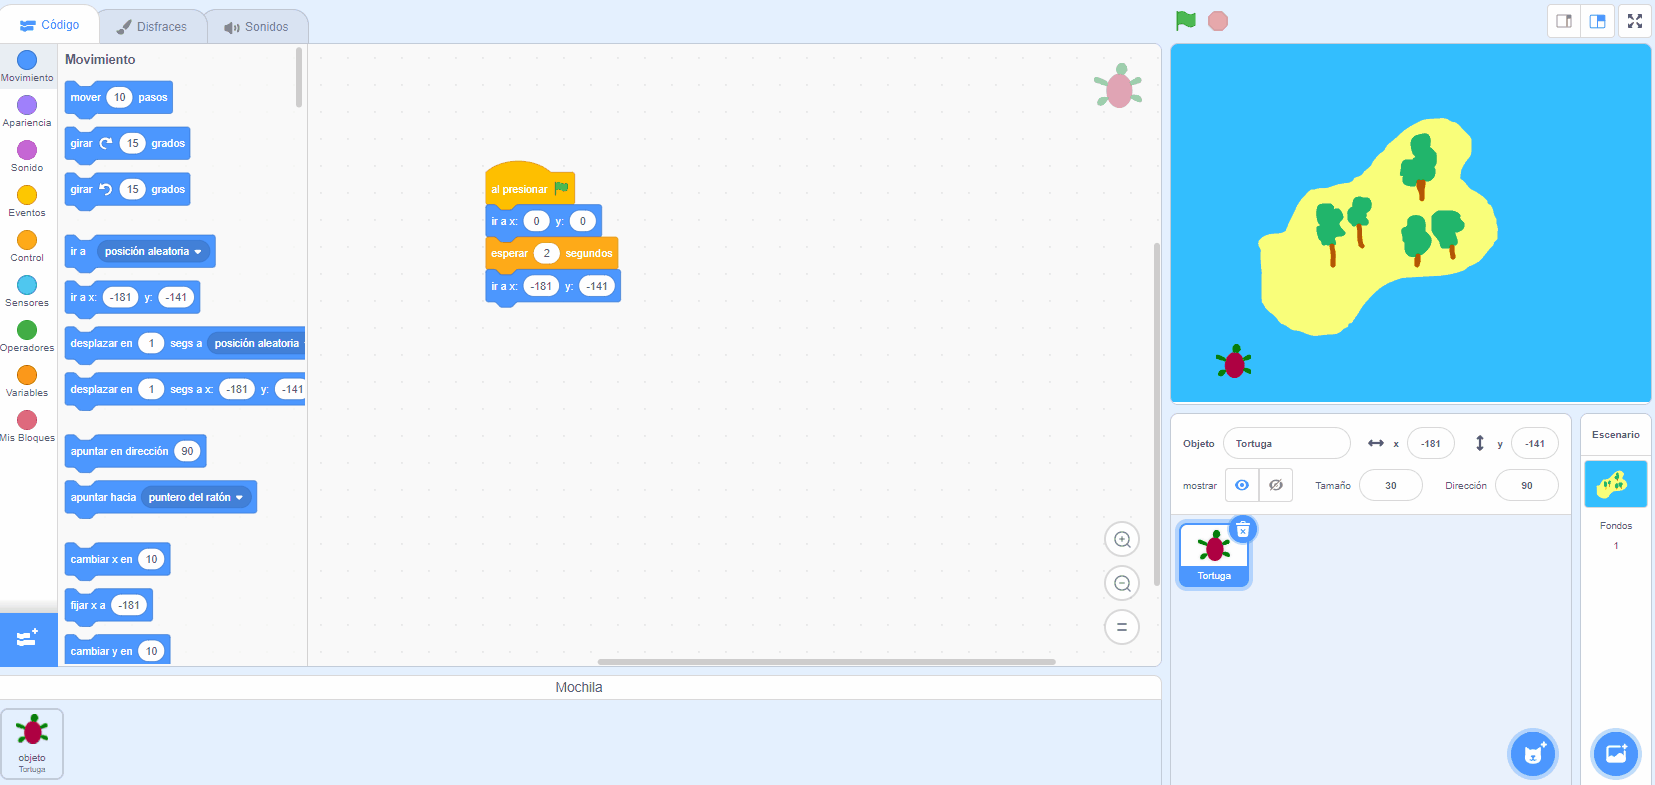 Código
Disfraces
Sonidos
Movimiento
Apariencia
Sonido
Eventos
Control
Sensores
Operadores
Variables
Mis Bloques
Movimiento
mover 10 pasos
girar 15 grados
girar 15 grados
ir a posición aleatoria
ir a x: -181 y: -141
desplazar en 1 segs a posición aleatoria
desplazar en 1 segs a x: -181 y: -141
apuntar en dirección 90
apuntar hacia puntero del ratón
cambiar x en 10
fijar x a -181
cambiar y en 10
al presionar
ir a x: 0 y: 0
esperar 2 segundos
ir a x: -181 y: -141
Objeto Tortuga x -181 y -141
mostrar Tamaño 30 Dirección 90
Tortuga
Escenario
Fondos
1
Mochila
objeto
Tortuga